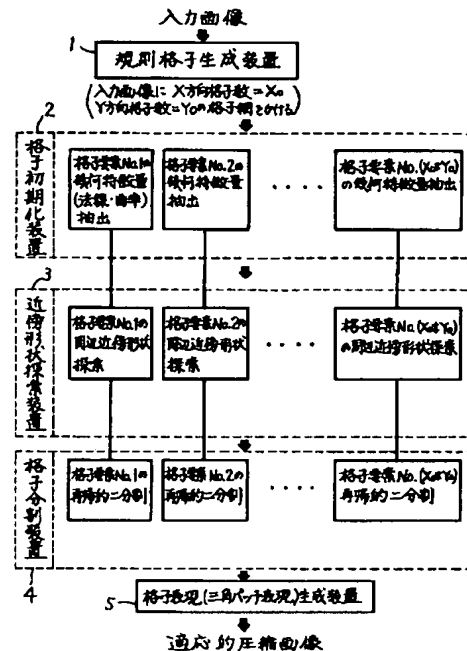 入力画像
1
規則格子生成装置
(入力画像に X方向格子数=X₀
Y方向格子数=Y₀の格子網をかける)
2
格子初期化装置
格子要素No.1の
幾何特徴量
(法線・曲率)
抽出
格子要素No.2の
幾何特徴量
抽出
・・・・
格子要素No.(X₀*Y₀)
の幾何特徴量抽出
3
近傍形状探索装置
格子要素No.1の
周辺近傍形状
探索
格子要素No.2の
周辺近傍形状
探索
・・・・
格子要素No.(X₀*Y₀)
の周辺近傍形状探索
格子分割装置
4
格子要素No.1の
再帰的二分割
格子要素No.2の
再帰的二分割
・・・・
格子要素No.(X₀*Y₀)
再帰的二分割
5
格子表現(三角パッチ表現)生成装置
適応的圧縮画像